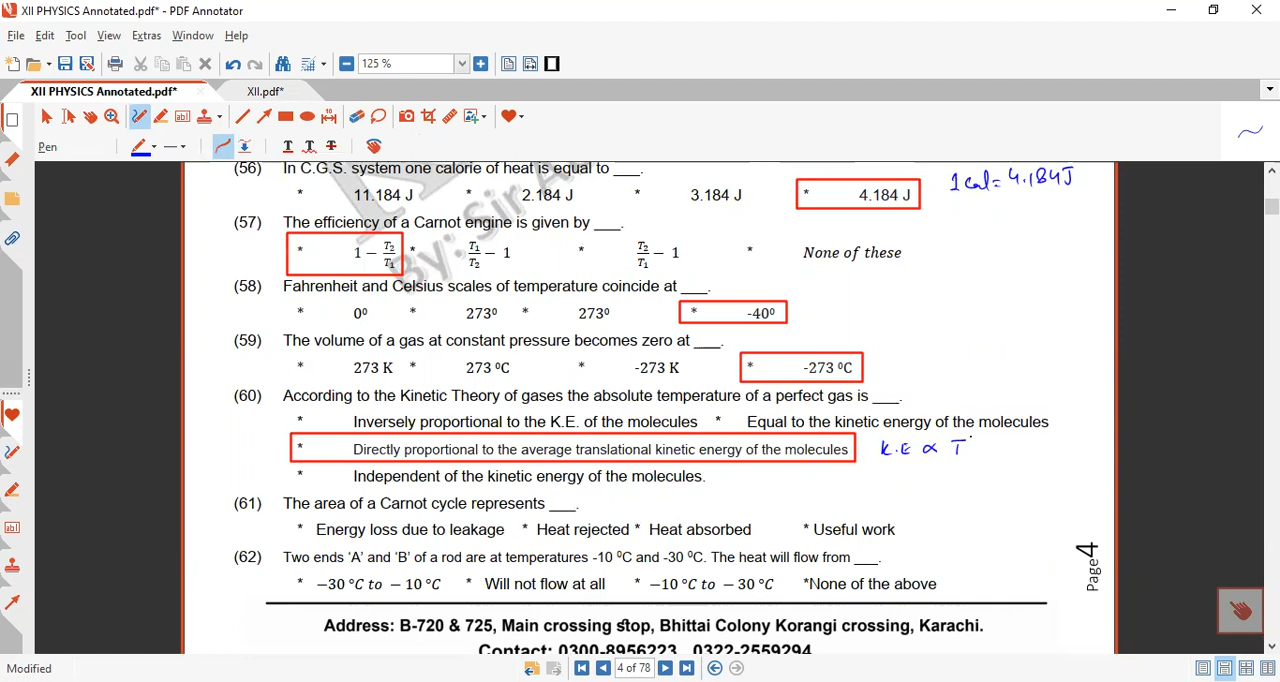 XII PHYSICS Annotated.pdf* - PDF Annotator
File Edit Tool View Extras Window Help
125 %
XII PHYSICS Annotated.pdf* XII.pdf*
Pen
(56) In C.G.S. system one calorie of heat is equal to ___.
* 11.184 J * 2.184 J * 3.184 J * 4.184 J
1 Cal = 4.184J
(57) The efficiency of a Carnot engine is given by ___.
* 1 − T₂/T₁ * T₁/T₂ − 1 * T₂/T₁ − 1 * None of these
(58) Fahrenheit and Celsius scales of temperature coincide at ___.
* 0⁰ * 273⁰ * 273⁰ * -40⁰
(59) The volume of a gas at constant pressure becomes zero at ___.
* 273 K * 273 ⁰C * -273 K * -273 ⁰C
(60) According to the Kinetic Theory of gases the absolute temperature of a perfect gas is ___.
* Inversely proportional to the K.E. of the molecules * Equal to the kinetic energy of the molecules
* Directly proportional to the average translational kinetic energy of the molecules K.E ∝ T
* Independent of the kinetic energy of the molecules.
(61) The area of a Carnot cycle represents ___.
* Energy loss due to leakage * Heat rejected * Heat absorbed * Useful work
(62) Two ends ‘A’ and ‘B’ of a rod are at temperatures -10 ⁰C and -30 ⁰C. The heat will flow from ___.
* −30 °C to − 10 °C * Will not flow at all * −10 °C to − 30 °C *None of the above
Page4
Address: B-720 & 725, Main crossing stop, Bhittai Colony Korangi crossing, Karachi.
Contact: 0300-8956223, 0322-2559294
By: Sir A
Modified
4 of 78